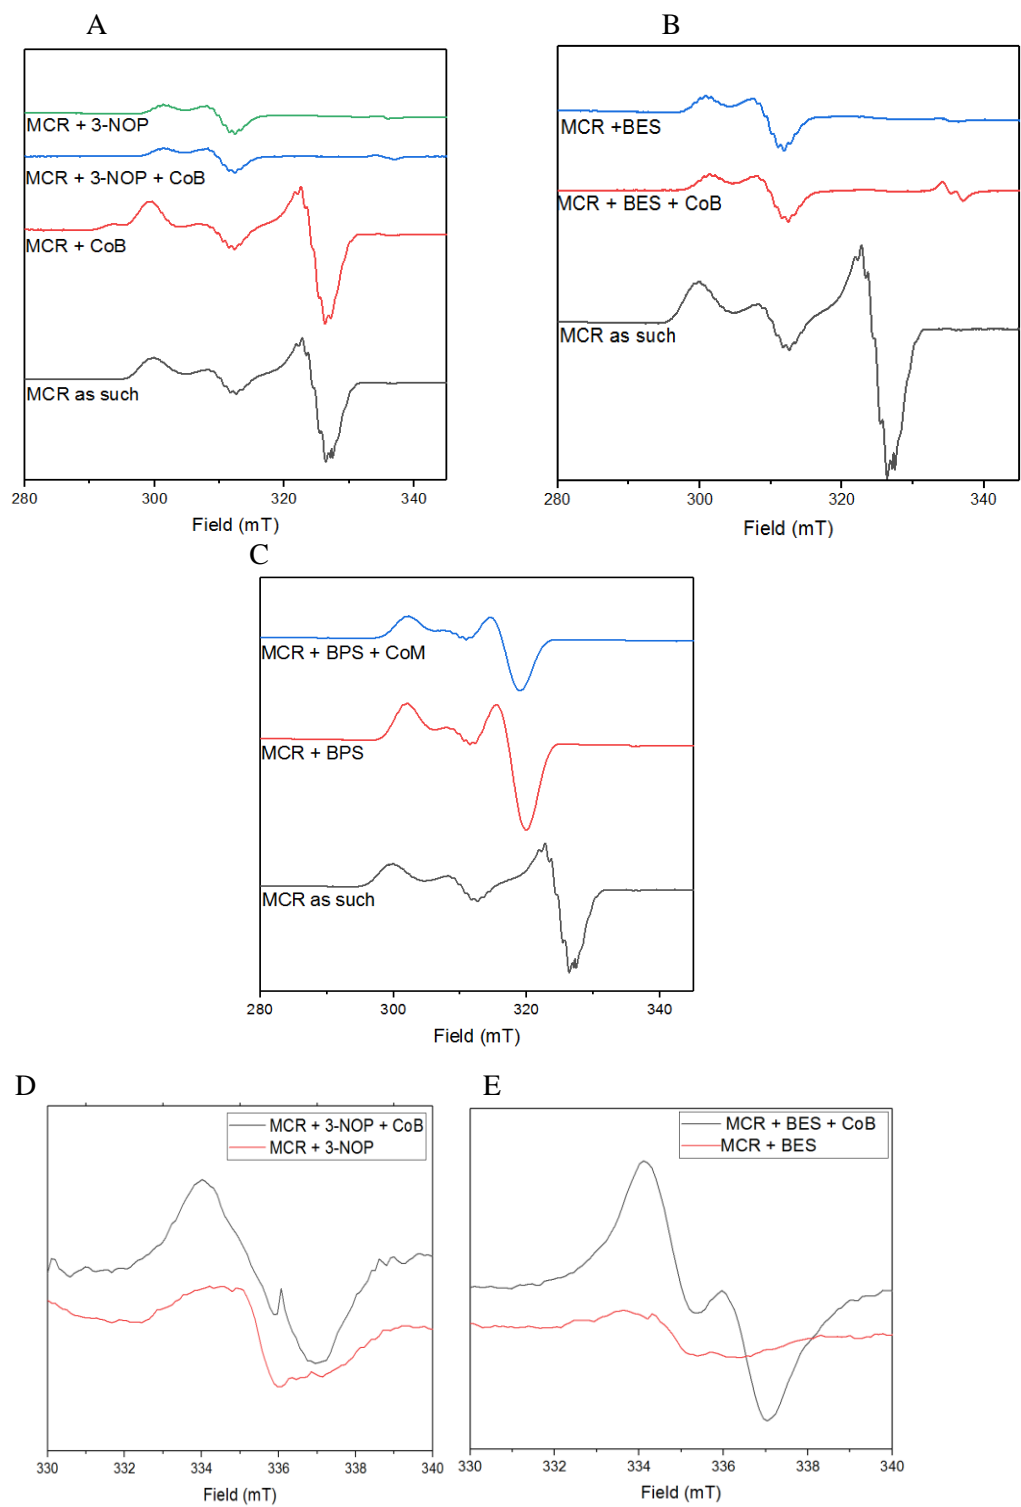 A
MCR + 3-NOP
MCR + 3-NOP + CoB
MCR + CoB
MCR as such
280 300 320 340
Field (mT)
B
MCR +BES
MCR + BES + CoB
MCR as such
280 300 320 340
Field (mT)
C
MCR + BPS + CoM
MCR + BPS
MCR as such
280 300 320 340
Field (mT)
D
MCR + 3-NOP + CoB
MCR + 3-NOP
330 332 334 336 338 340
Field (mT)
E
MCR + BES + CoB
MCR + BES
330 332 334 336 338 340
Field (mT)